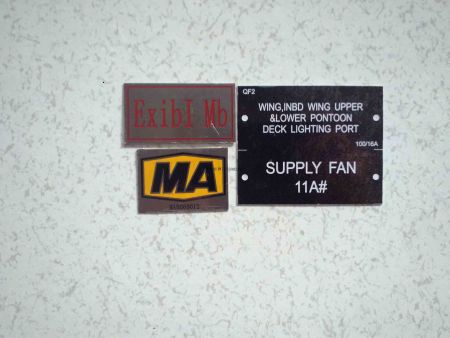 ExibI Mb
MA
QF2
WING,INBD WING UPPER
&LOWER PONTOON
DECK LIGHTING PORT
100/16A
SUPPLY FAN
11A#